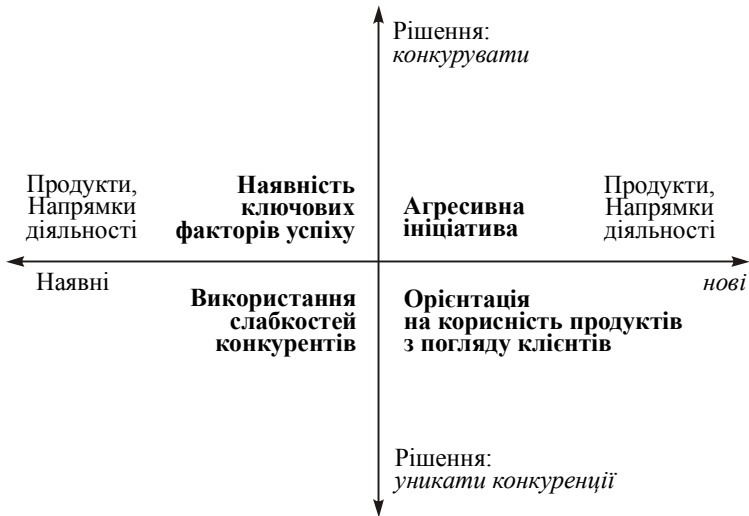 Рішення:
конкурувати
Продукти,
Напрямки
діяльності
Наявність
ключових
факторів успіху
Агресивна
ініціатива
Продукти,
Напрямки
діяльності
Наявні
нові
Використання
слабкостей
конкурентів
Орієнтація
на корисність продуктів
з погляду клієнтів
Рішення:
уникати конкуренції